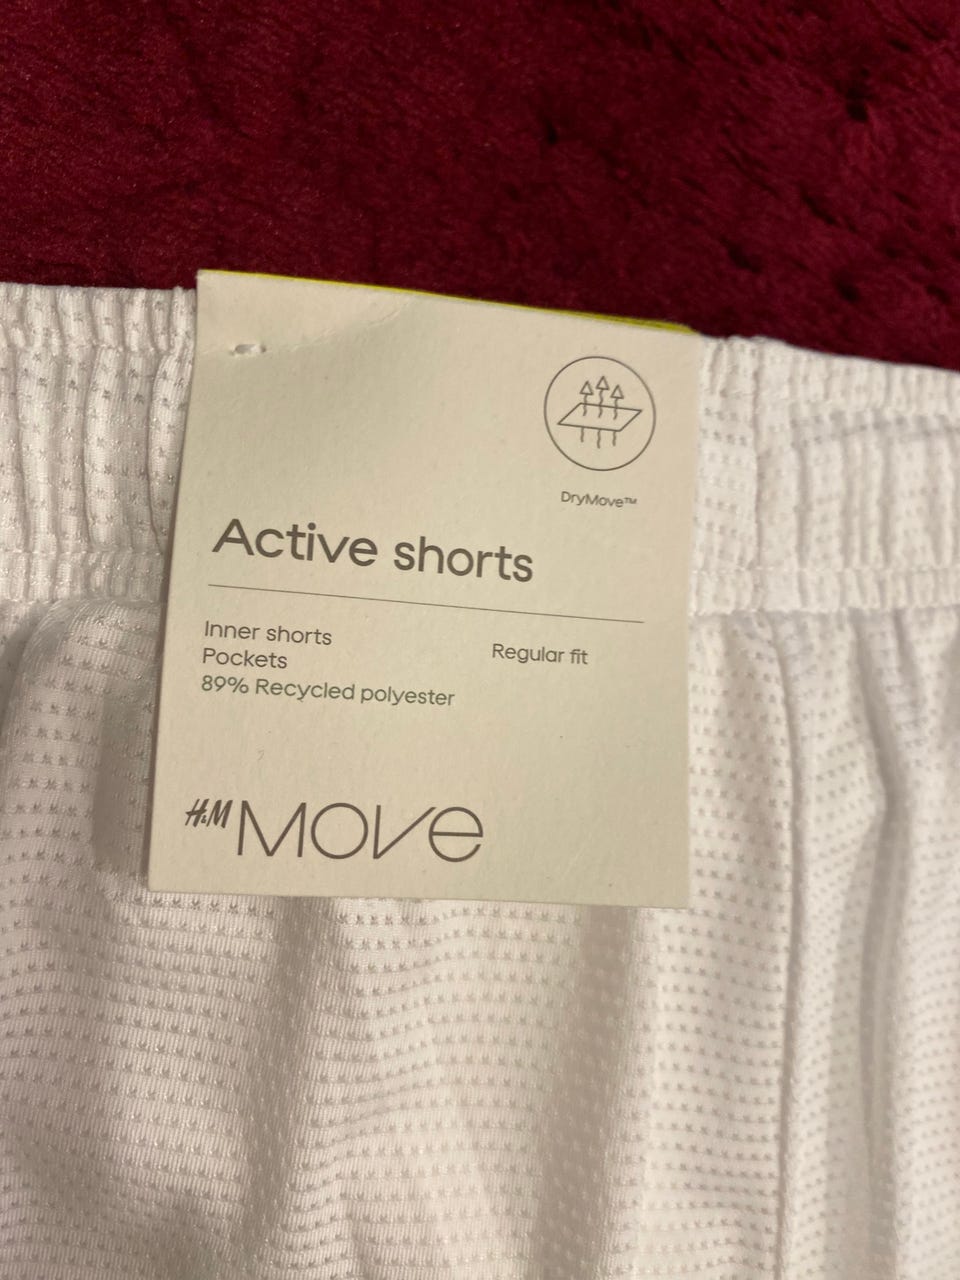 DryMove™
Active shorts
Inner shorts
Pockets
89% Recycled polyester
Regular fit
H&M MOVE